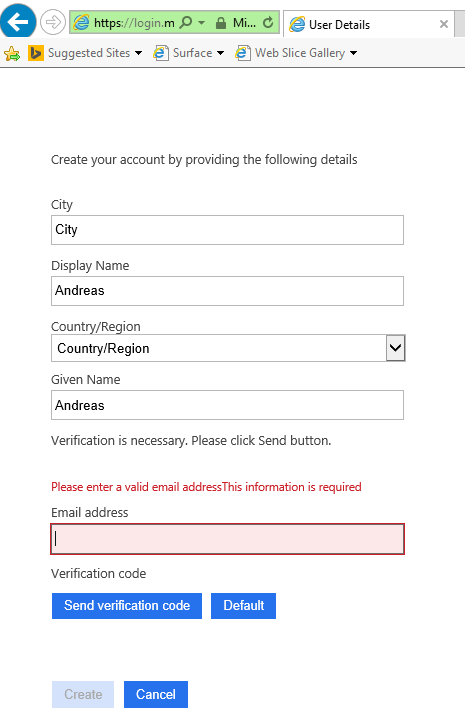 https://login.m
Mi...
User Details
Suggested Sites
Surface
Web Slice Gallery
Create your account by providing the following details
City
City
Display Name
Andreas
Country/Region
Country/Region
Given Name
Andreas
Verification is necessary. Please click Send button.
Please enter a valid email addressThis information is required
Email address
Verification code
Send verification code
Default
Create
Cancel